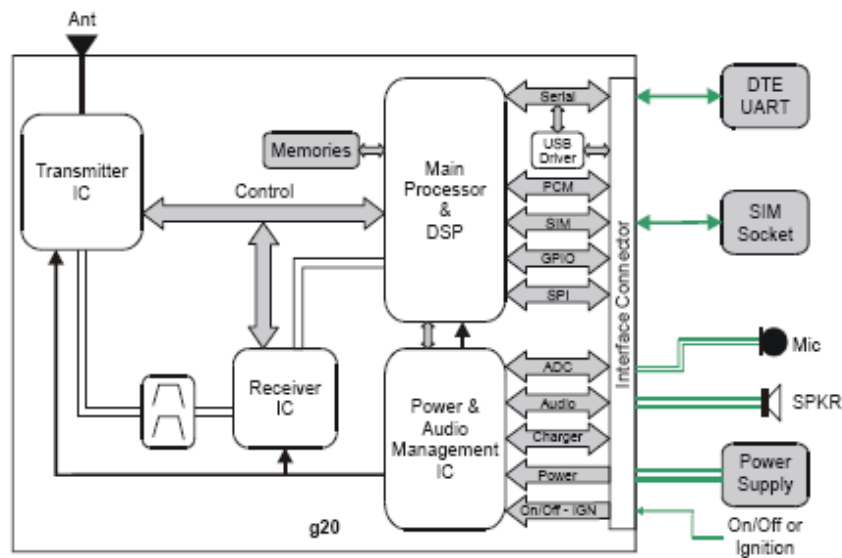 Ant
Transmitter
IC
Memories
Control
Main
Processor
&
DSP
Serial
USB
Driver
PCM
SIM
GPIO
SPI
Receiver
IC
Power &
Audio
Management
IC
ADC
Audio
Charger
Power
On/Off - IGN
g20
Interface Connector
DTE
UART
SIM
Socket
Mic
SPKR
Power
Supply
On/Off or
Ignition